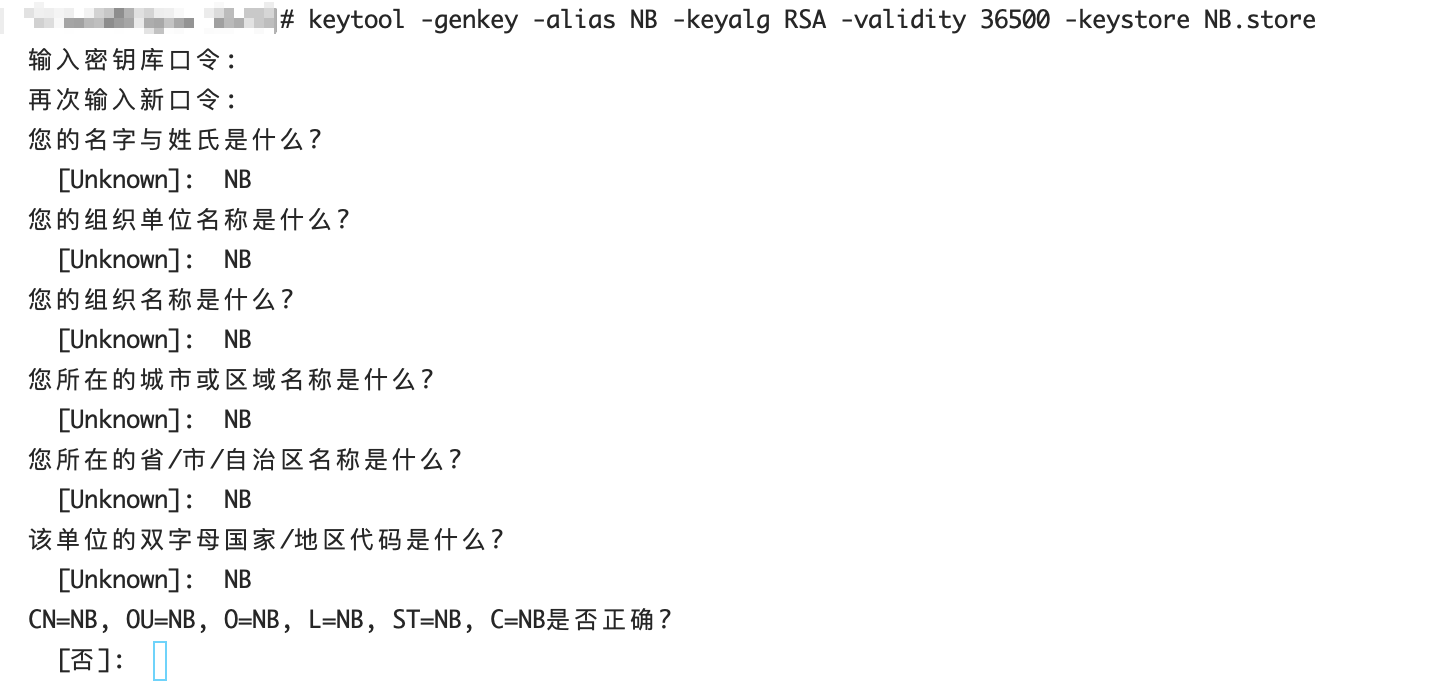 # keytool -genkey -alias NB -keyalg RSA -validity 36500 -keystore NB.store
输入密钥库口令:
再次输入新口令:
您的名字与姓氏是什么?
[Unknown]: NB
您的组织单位名称是什么?
[Unknown]: NB
您的组织名称是什么?
[Unknown]: NB
您所在的城市或区域名称是什么?
[Unknown]: NB
您所在的省/市/自治区名称是什么?
[Unknown]: NB
该单位的双字母国家/地区代码是什么?
[Unknown]: NB
CN=NB, OU=NB, O=NB, L=NB, ST=NB, C=NB是否正确?
[否]: